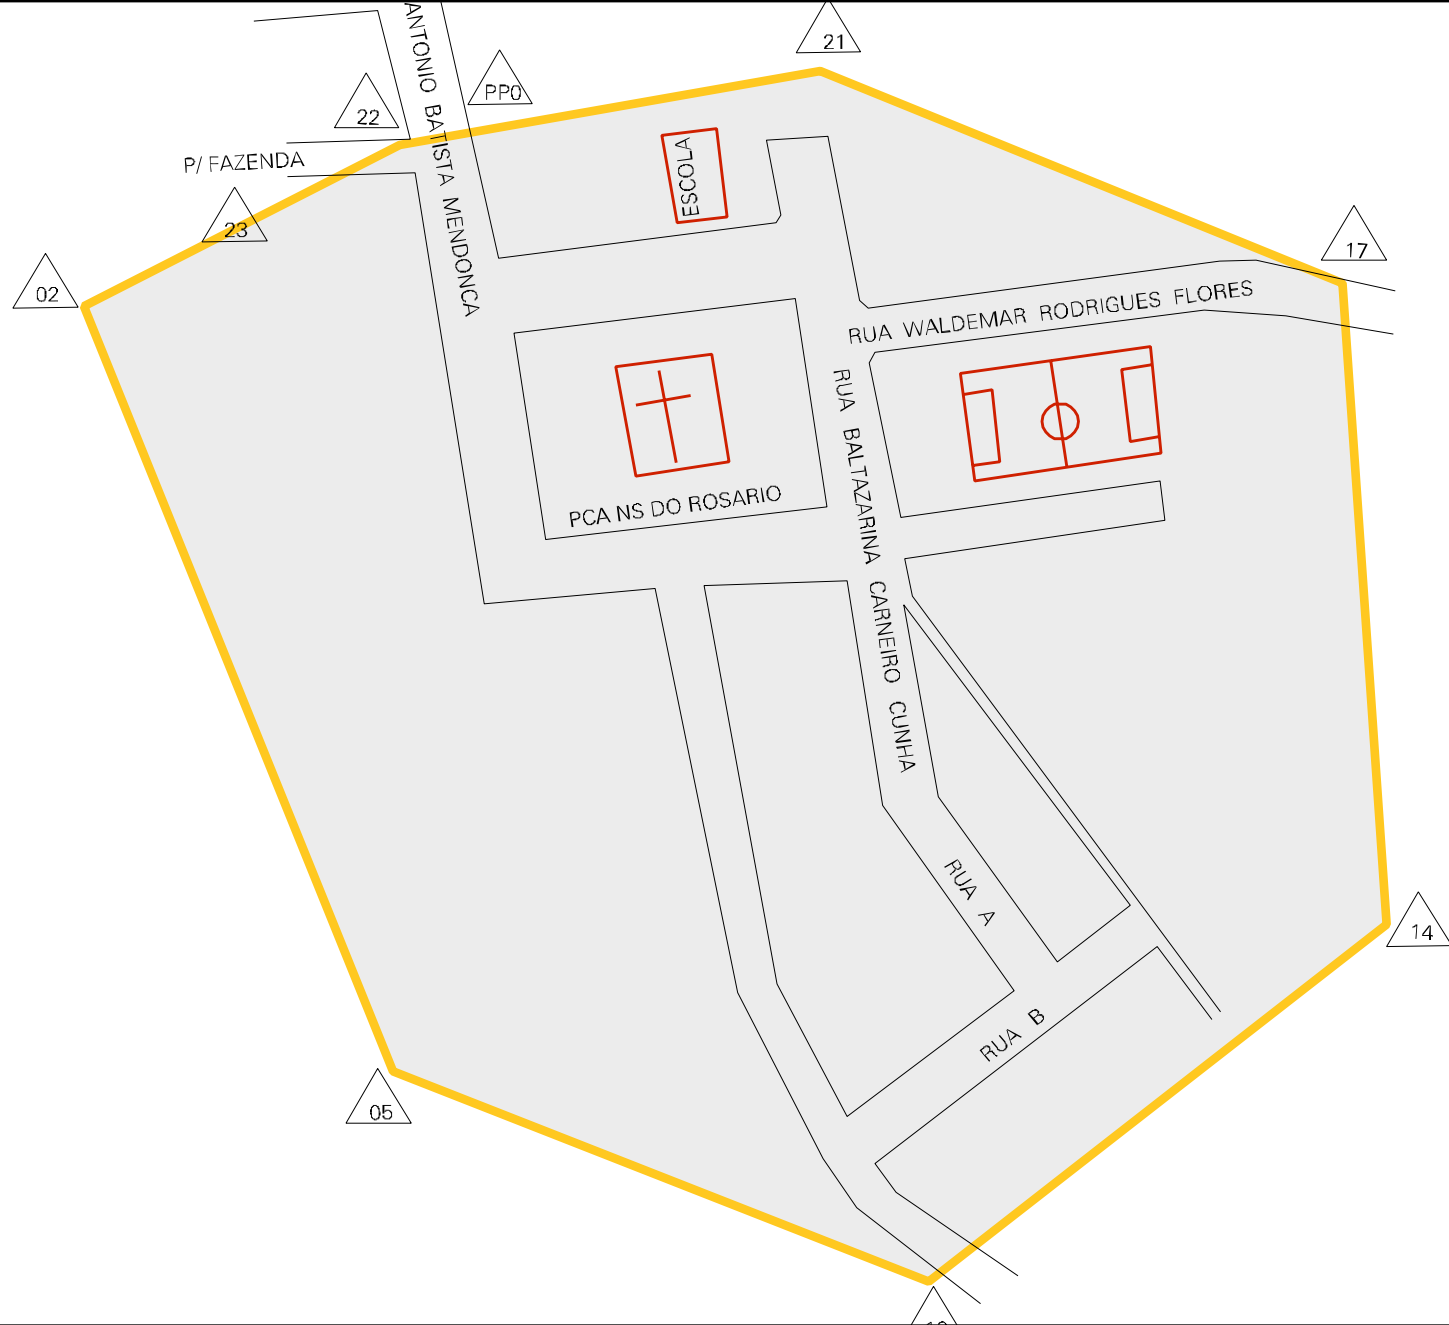 21
PP0
22
ANTONIO BATISTA MENDONCA
P/ FAZENDA
ESCOLA
23
17
02
RUA WALDEMAR RODRIGUES FLORES
RUA BALTAZARINA CARNEIRO CUNHA
PCA NS DO ROSARIO
RUA A
14
RUA B
05